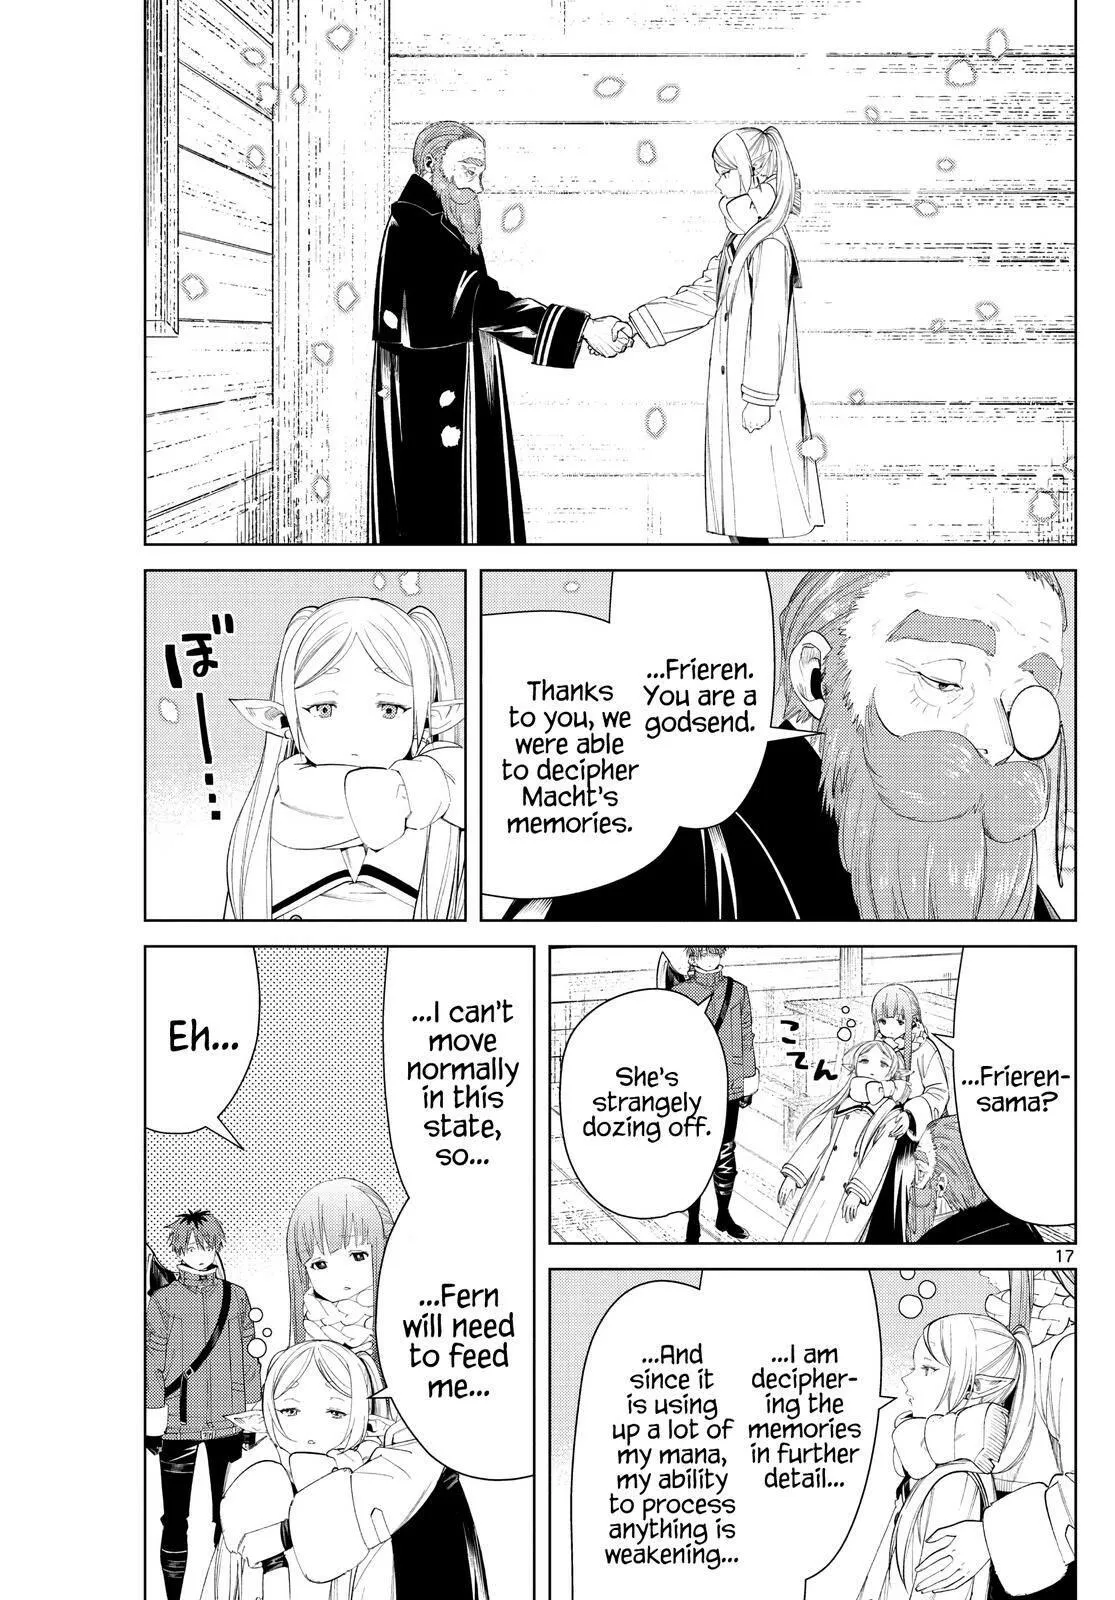 ...Frieren.
You are a
godsend.
Thanks
to you, we
were able
to decipher
Macht's
memories.
ぼーー…
...Frieren-
sama?
こてん
She's
strangely
dozing off.
17
...I am
decipher-
ing the
memories
in further
detail...
...And
since it
is using
up a lot of
my mana,
my ability
to process
anything is
weakening...
...I can't
move
normally
in this
state,
so...
...Fern
will need
to feed
me...
Eh...